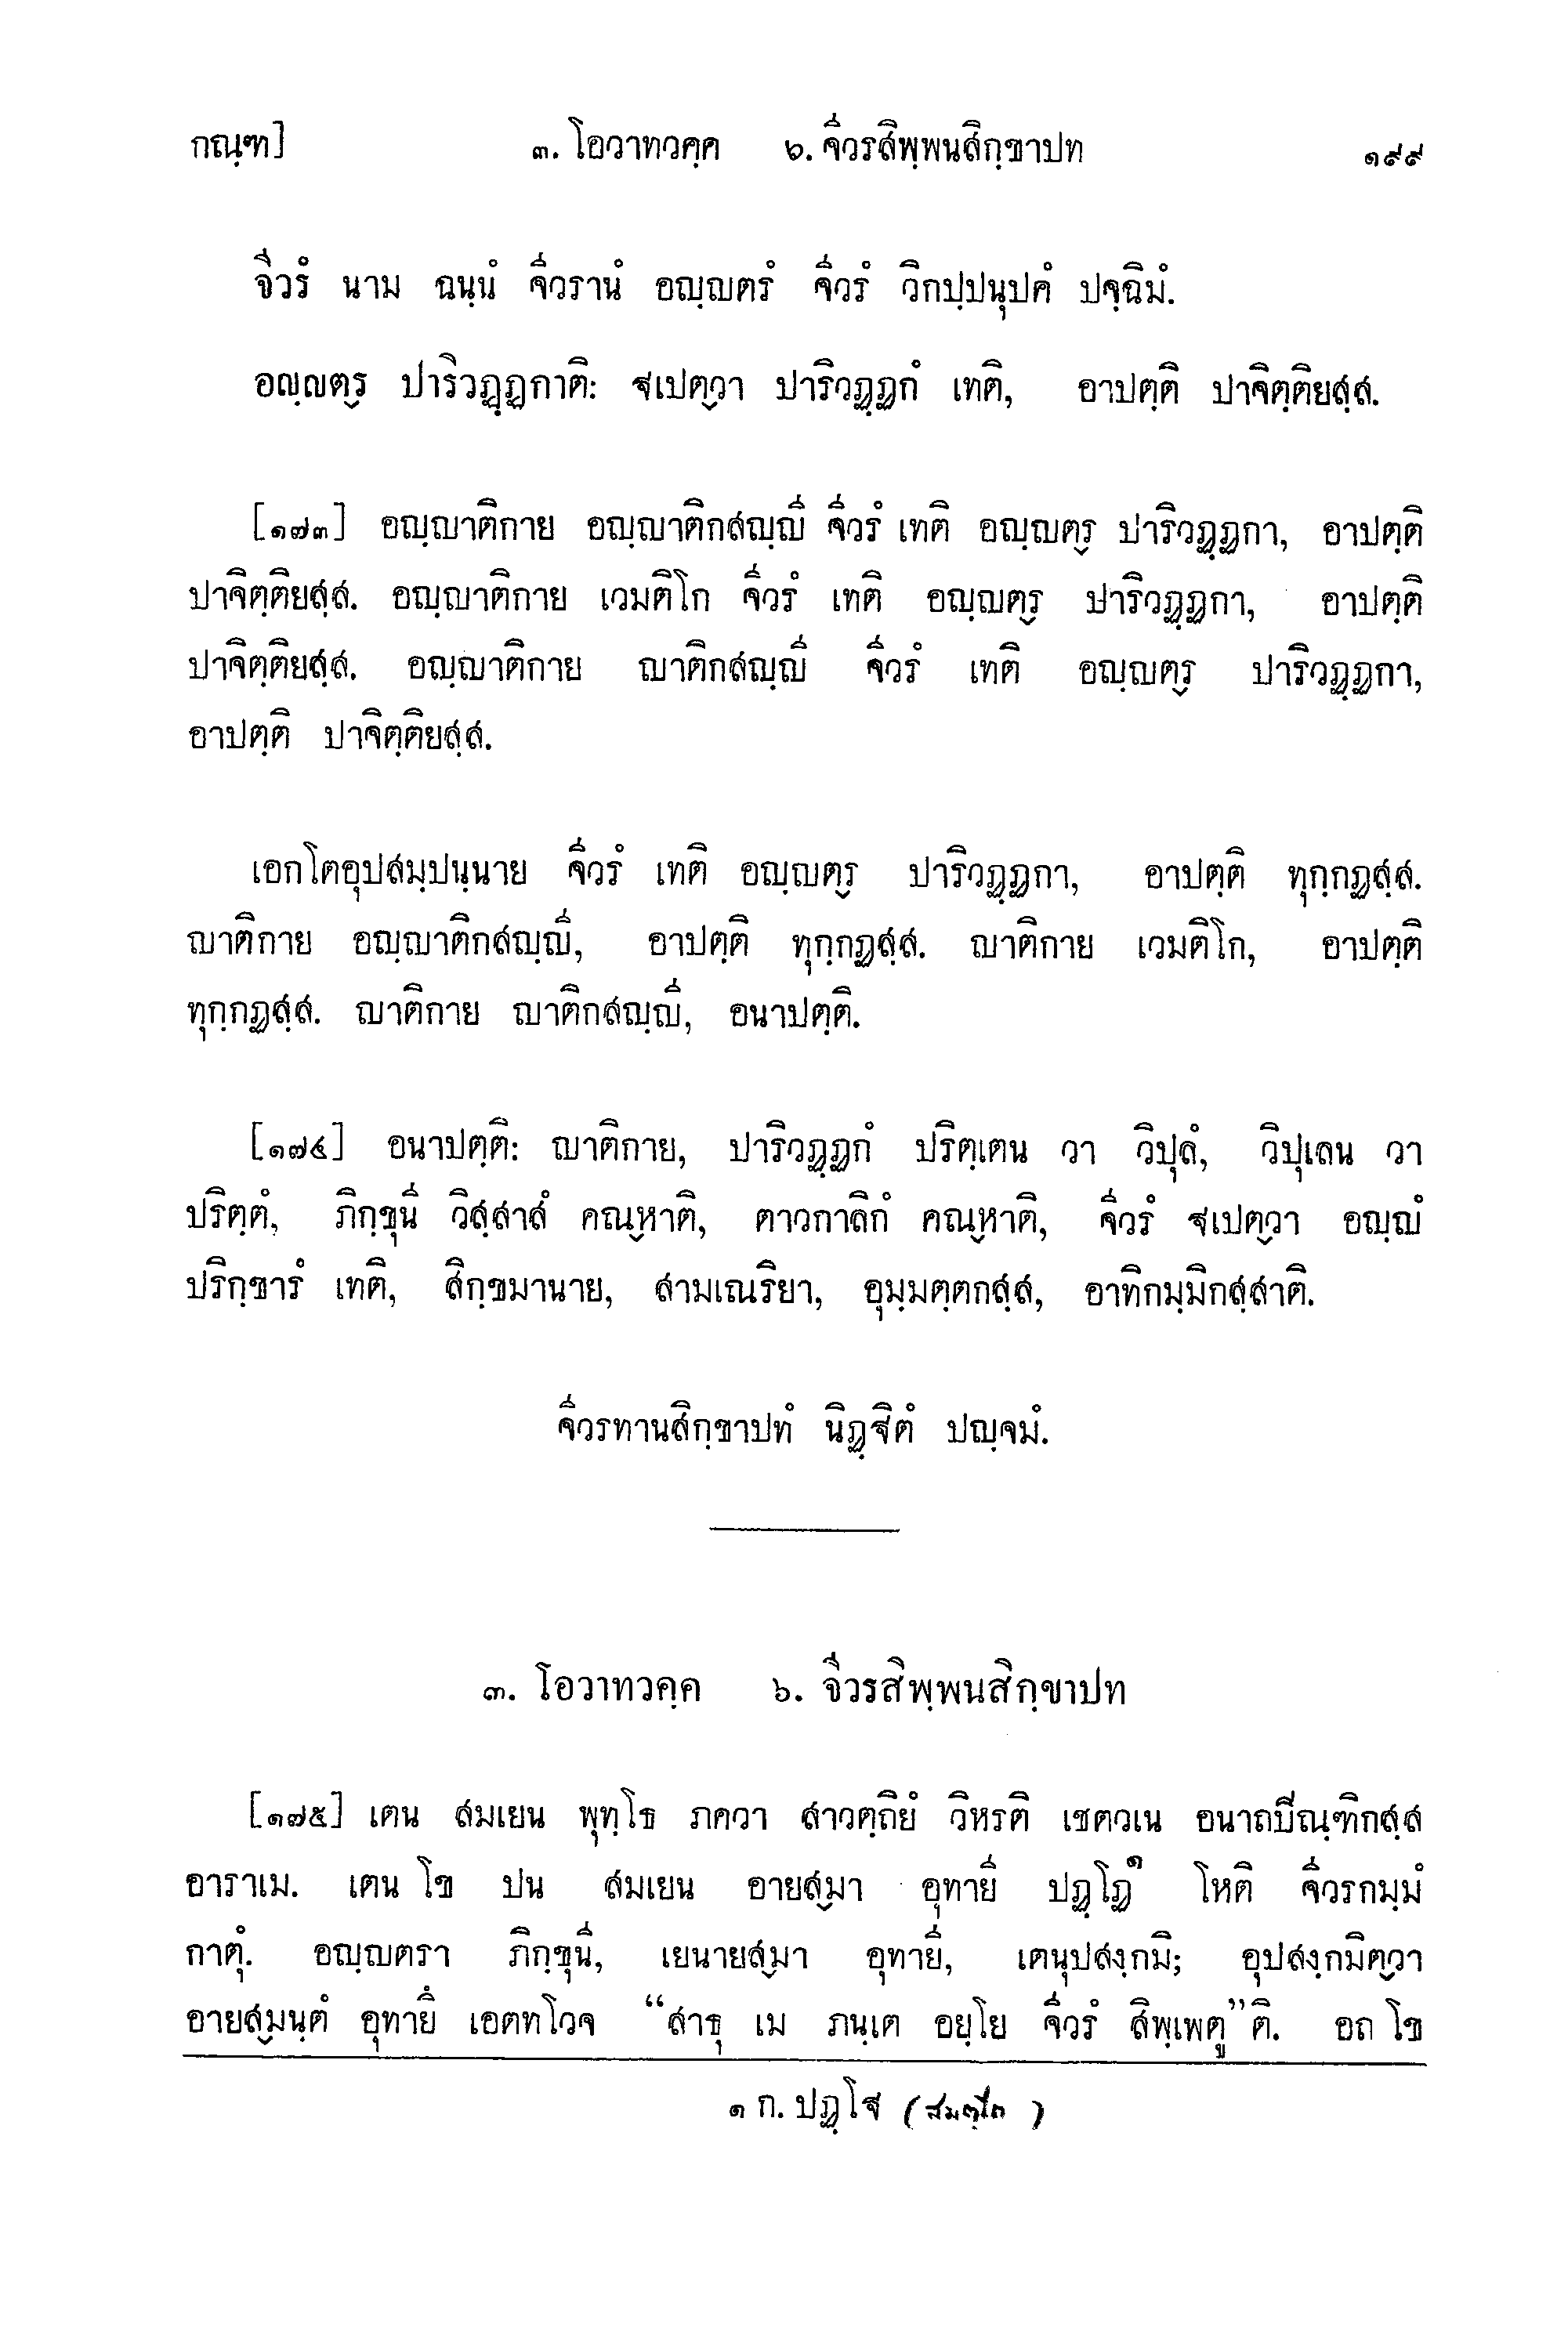 กณฺฑ] ๓. โอวาทวคฺค ๖. จีวรสิพฺพนสิกฺขาปท ๑๙๙
จีวรํ นาม ฉนฺนํ จีวรานํ อญฺญตรํ จีวรํ วิกปฺปนุปคํ ปจฺฉิมํ.
อญฺญตฺร ปาริวฏฺฏกาติ: ฐเปตฺวา ปาริวฏฺฏกํ เทติ, อาปตฺติ ปาจิตฺติยสฺส.
[๑๗๓] อญฺญาติกาย อญฺญาติกสญฺญี จีวรํ เทติ อญฺญตฺร ปาริวฏฺฏกา, อาปตฺติ
ปาจิตฺติยสฺส. อญฺญาติกาย เวมติโก จีวรํ เทติ อญฺญตฺร ปาริวฏฺฏกา, อาปตฺติ
ปาจิตฺติยสฺส. อญฺญาติกาย ญาติกสญฺญี จีวรํ เทติ อญฺญตฺร ปาริวฏฺฏกา,
อาปตฺติ ปาจิตฺติยสฺส.
เอกโตอุปสมฺปนฺนาย จีวรํ เทติ อญฺญตฺร ปาริวฏฺฏกา, อาปตฺติ ทุกฺกฏสฺส.
ญาติกาย อญฺญาติกสญฺญี, อาปตฺติ ทุกฺกฏสฺส. ญาติกาย เวมติโก, อาปตฺติ
ทุกฺกฏสฺส. ญาติกาย ญาติกสญฺญี, อนาปตฺติ.
[๑๗๔] อนาปตฺติ: ญาติกาย, ปาริวฏฺฏกํ ปริตฺเตน วา วิปุลํ, วิปุเลน วา
ปริตฺตํ, ภิกฺขุนี วิสฺสาสํ คณฺหาติ, ตาวกาลิกํ คณฺหาติ, จีวรํ ฐเปตฺวา อญฺญํ
ปริกฺขารํ เทติ, สิกฺขมานาย, สามเณริยา, อุมฺมตฺตกสฺส, อาทิกมฺมิกสฺสาติ.
จีวรทานสิกฺขาปทํ นิฏฺฐิตํ ปญฺจมํ.
๓. โอวาทวคฺค ๖. จีวรสิพฺพนสิกฺขาปท
[๑๗๕] เตน สมเยน พุทฺโธ ภควา สาวตฺถิยํ วิหรติ เชตวเน อนาถปิณฺฑิกสฺส
อาราเม. เตน โข ปน สมเยน อายสฺมา อุทายี ปฏฺโฏ๑ โหติ จีวรกมฺมํ
กาตุํ. อญฺญตรา ภิกฺขุนี, เยนายสฺมา อุทายี, เตนุปสงฺกมิ; อุปสงฺกมิตฺวา
อายสฺมนฺตํ อุทายึ เอตทโวจ “สาธุ เม ภนฺเต อยฺโย จีวรํ สิพฺเพตู”ติ. อถ โข
๑ ก. ปฏฺโฐ (